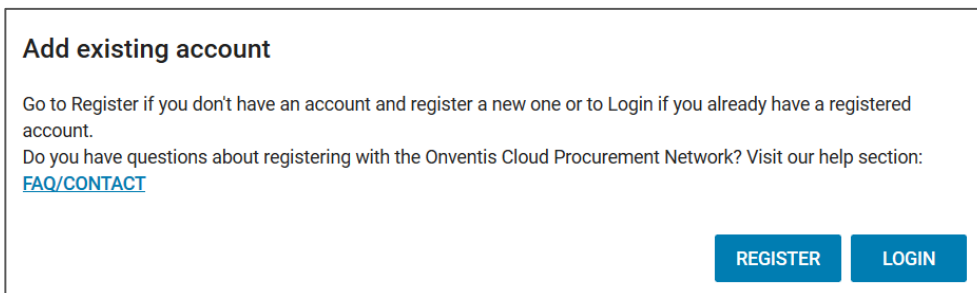 Add existing account
Go to Register if you don't have an account and register a new one or to Login if you already have a registered
account.
Do you have questions about registering with the Onventis Cloud Procurement Network? Visit our help section:
FAQ/CONTACT
REGISTER LOGIN